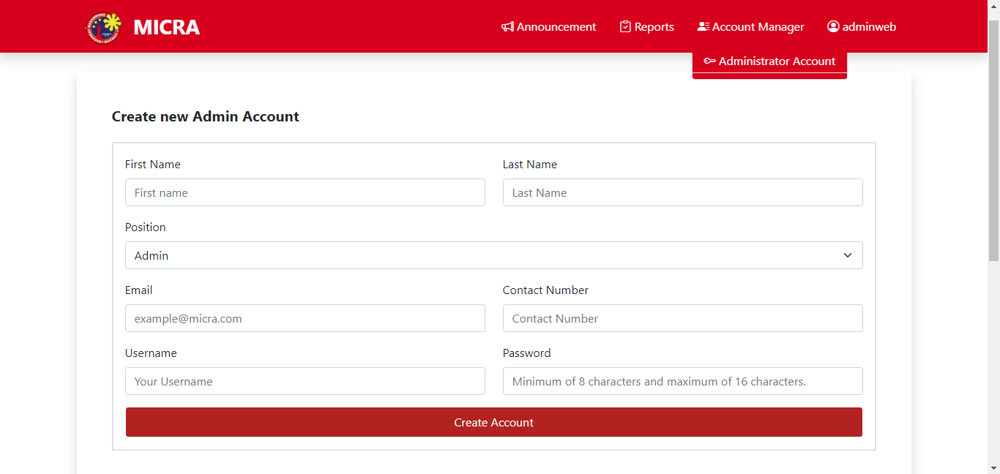 MICRA
Announcement
Reports
Account Manager
adminweb
Administrator Account
Create new Admin Account
First Name
Last Name
First name
Last Name
Position
Admin
Email
Contact Number
example@micra.com
Contact Number
Username
Password
Your Username
Minimum of 8 characters and maximum of 16 characters.
Create Account